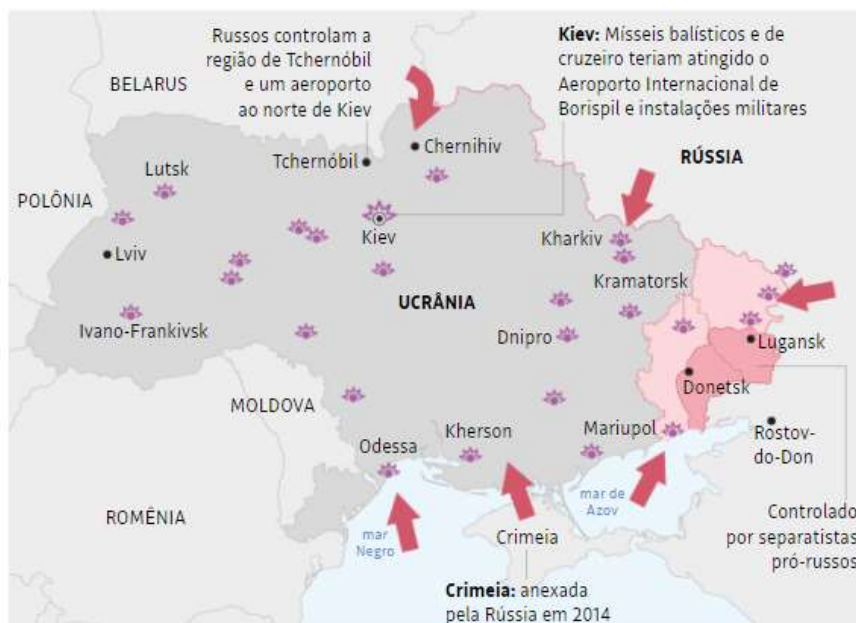 Russos controlam a
região de Tchernóbil
e um aeroporto
ao norte de Kiev
Kiev: Mísseis balísticos e de
cruzeiro teriam atingido o
Aeroporto Internacional de
Borispil e instalações militares
BELARUS
Chernihiv
RÚSSIA
Lutsk
Tchernóbil
POLÔNIA
Kiev
Kharkiv
Lviv
Kramatorsk
UCRÂNIA
Ivano-Frankivsk
Dnipro
Lugansk
Donetsk
MOLDOVA
Kherson
Mariupol
Odessa
Rostov-
do-Don
mar de
Azov
ROMÊNIA
mar
Negro
Crimeia
Controlado
por separatistas
pró-russos
Crimeia: anexada
pela Rússia em 2014